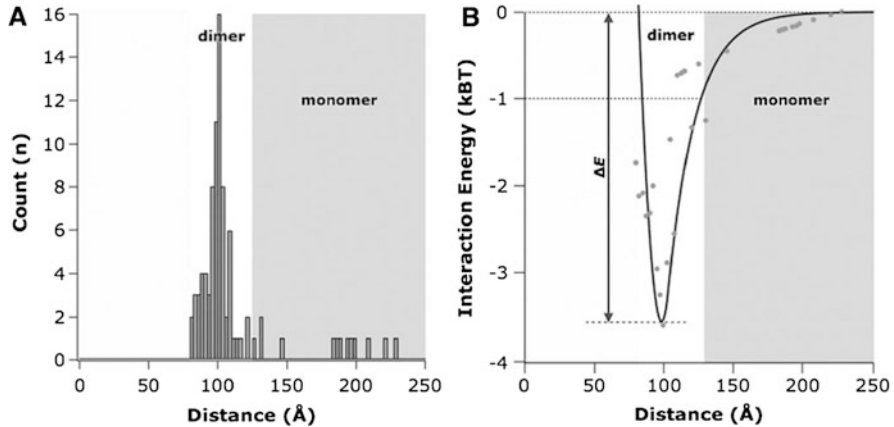 A
Count (n)
16
14
12
10
8
6
4
2
0
dimer
monomer
0
50
100
150
200
250
Distance (Å)
B
Interaction Energy (kBT)
0
-1
-2
-3
-4
dimer
monomer
ΔE
0
50
100
150
200
250
Distance (Å)